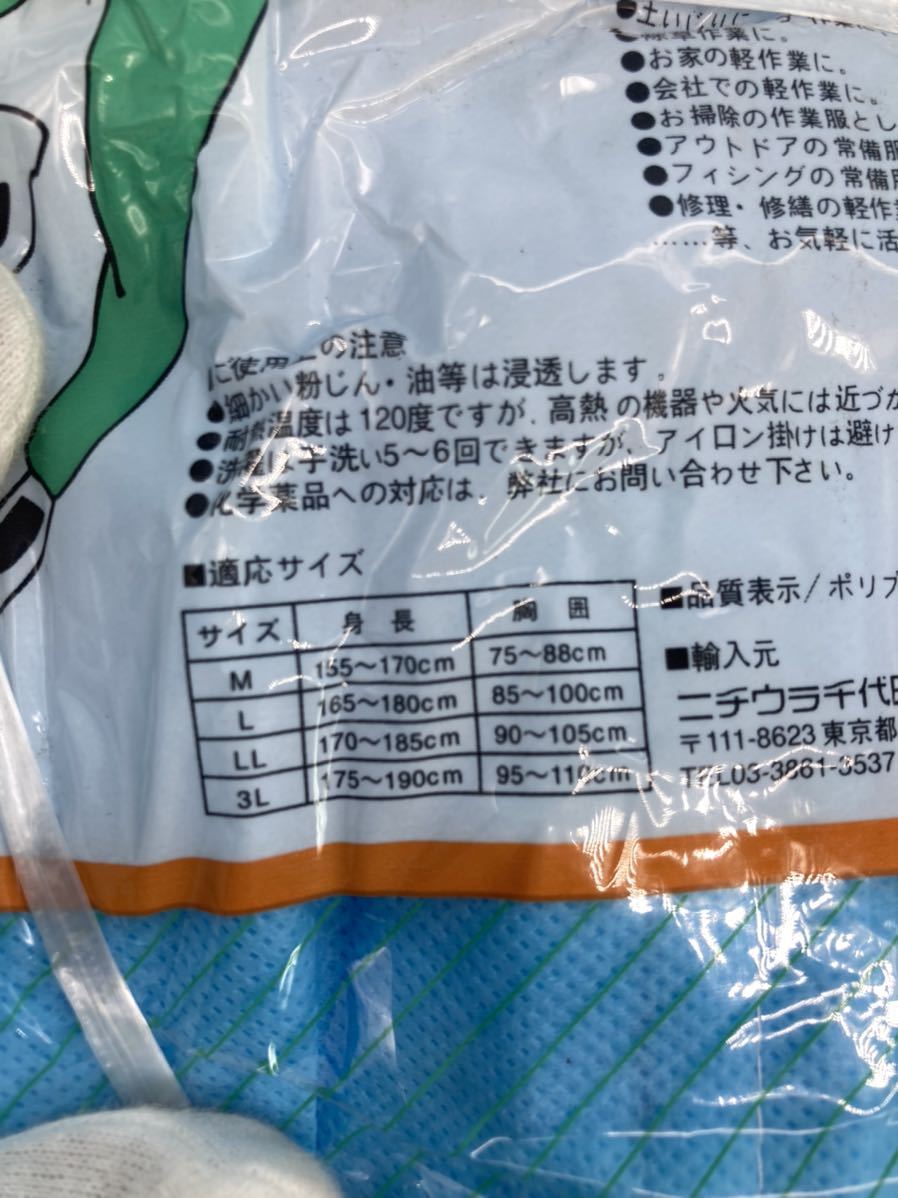 ●除草作業に。
●お家の軽作業に。
●会社での軽作業に。
●お掃除の作業服とし
●アウトドアの常備服
●フィシングの常備服
●修理・修繕の軽作業
……等、お気軽に活
に使用上の注意
●細かい粉じん・油等は浸透します。
●耐熱温度は120度ですが、高熱の機器や火気には近づか
●洗濯は手洗い5〜6回できますが、アイロン掛けは避け
●化学薬品への対応は、弊社にお問い合わせ下さい。
■適応サイズ
サイズ 身長 胸囲
M 155〜170cm 75〜88cm
L 165〜180cm 85〜100cm
LL 170〜185cm 90〜105cm
3L 175〜190cm 95〜110cm
■品質表示/ポリプ
■輸入元
ニチウラ千代田
〒111-8623 東京都
TEL03-3861-3537